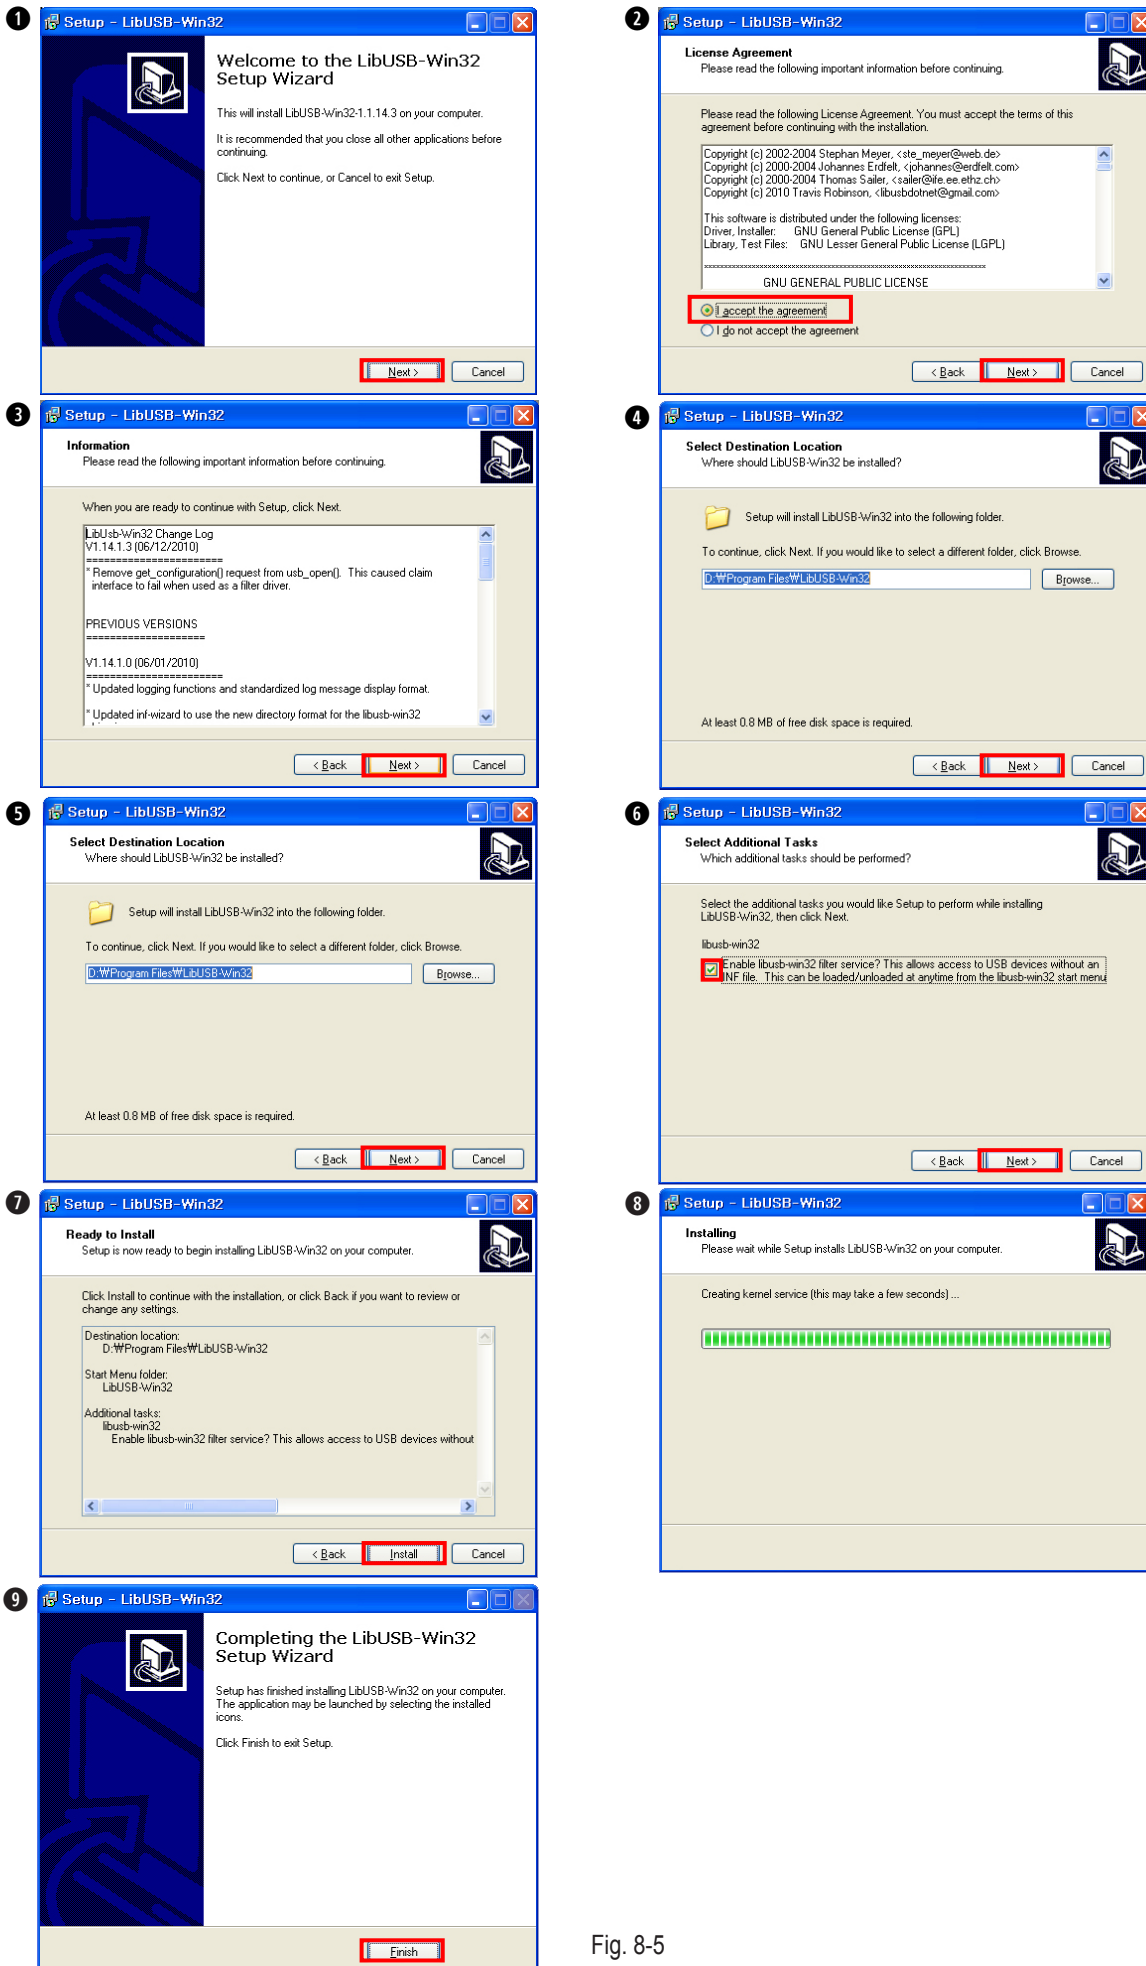 ❶
Setup - LibUSB-Win32
Welcome to the LibUSB-Win32
Setup Wizard
This will install LibUSB-Win32-1.1.14.3 on your computer.
It is recommended that you close all other applications before
continuing.
Click Next to continue, or Cancel to exit Setup.
Next >
Cancel
❷
Setup - LibUSB-Win32
License Agreement
Please read the following important information before continuing.
Please read the following License Agreement. You must accept the terms of this
agreement before continuing with the installation.
Copyright (c) 2002-2004 Stephan Meyer, <ste_meyer@web.de>
Copyright (c) 2000-2004 Johannes Erdfelt, <johannes@erdfelt.com>
Copyright (c) 2000-2004 Thomas Sailer, <sailer@ife.ee.ethz.ch>
Copyright (c) 2010 Travis Robinson, <libusbdotnet@gmail.com>
This software is distributed under the following licenses:
Driver, Installer: GNU General Public License (GPL)
Library, Test Files: GNU Lesser General Public License (LGPL)
GNU GENERAL PUBLIC LICENSE
I accept the agreement
I do not accept the agreement
< Back
Next >
Cancel
❸
Setup - LibUSB-Win32
Information
Please read the following important information before continuing.
When you are ready to continue with Setup, click Next.
LibUsb-Win32 Change Log
V1.14.1.3 (06/12/2010)
=======================
* Remove get_configuration() request from usb_open(). This caused claim
interface to fail when used as a filter driver.
PREVIOUS VERSIONS
====================
V1.14.1.0 (06/01/2010)
=======================
* Updated logging functions and standardized log message display format.
* Updated inf-wizard to use the new directory format for the libusb-win32
< Back
Next >
Cancel
❹
Setup - LibUSB-Win32
Select Destination Location
Where should LibUSB-Win32 be installed?
Setup will install LibUSB-Win32 into the following folder.
To continue, click Next. If you would like to select a different folder, click Browse.
D:₩Program Files₩LibUSB-Win32
Browse...
At least 0.8 MB of free disk space is required.
< Back
Next >
Cancel
❺
Setup - LibUSB-Win32
Select Destination Location
Where should LibUSB-Win32 be installed?
Setup will install LibUSB-Win32 into the following folder.
To continue, click Next. If you would like to select a different folder, click Browse.
D:₩Program Files₩LibUSB-Win32
Browse...
At least 0.8 MB of free disk space is required.
< Back
Next >
Cancel
❻
Setup - LibUSB-Win32
Select Additional Tasks
Which additional tasks should be performed?
Select the additional tasks you would like Setup to perform while installing
LibUSB-Win32, then click Next.
libusb-win32
Enable libusb-win32 filter service? This allows access to USB devices without an
INF file. This can be loaded/unloaded at anytime from the libusb-win32 start menu
< Back
Next >
Cancel
❼
Setup - LibUSB-Win32
Ready to Install
Setup is now ready to begin installing LibUSB-Win32 on your computer.
Click Install to continue with the installation, or click Back if you want to review or
change any settings.
Destination location:
D:₩Program Files₩LibUSB-Win32
Start Menu folder:
LibUSB-Win32
Additional tasks:
libusb-win32
Enable libusb-win32 filter service? This allows access to USB devices without
< Back
Install
Cancel
❽
Setup - LibUSB-Win32
Installing
Please wait while Setup installs LibUSB-Win32 on your computer.
Creating kernel service (this may take a few seconds) ...
❾
Setup - LibUSB-Win32
Completing the LibUSB-Win32
Setup Wizard
Setup has finished installing LibUSB-Win32 on your computer.
The application may be launched by selecting the installed
icons.
Click Finish to exit Setup.
Finish
Fig. 8-5